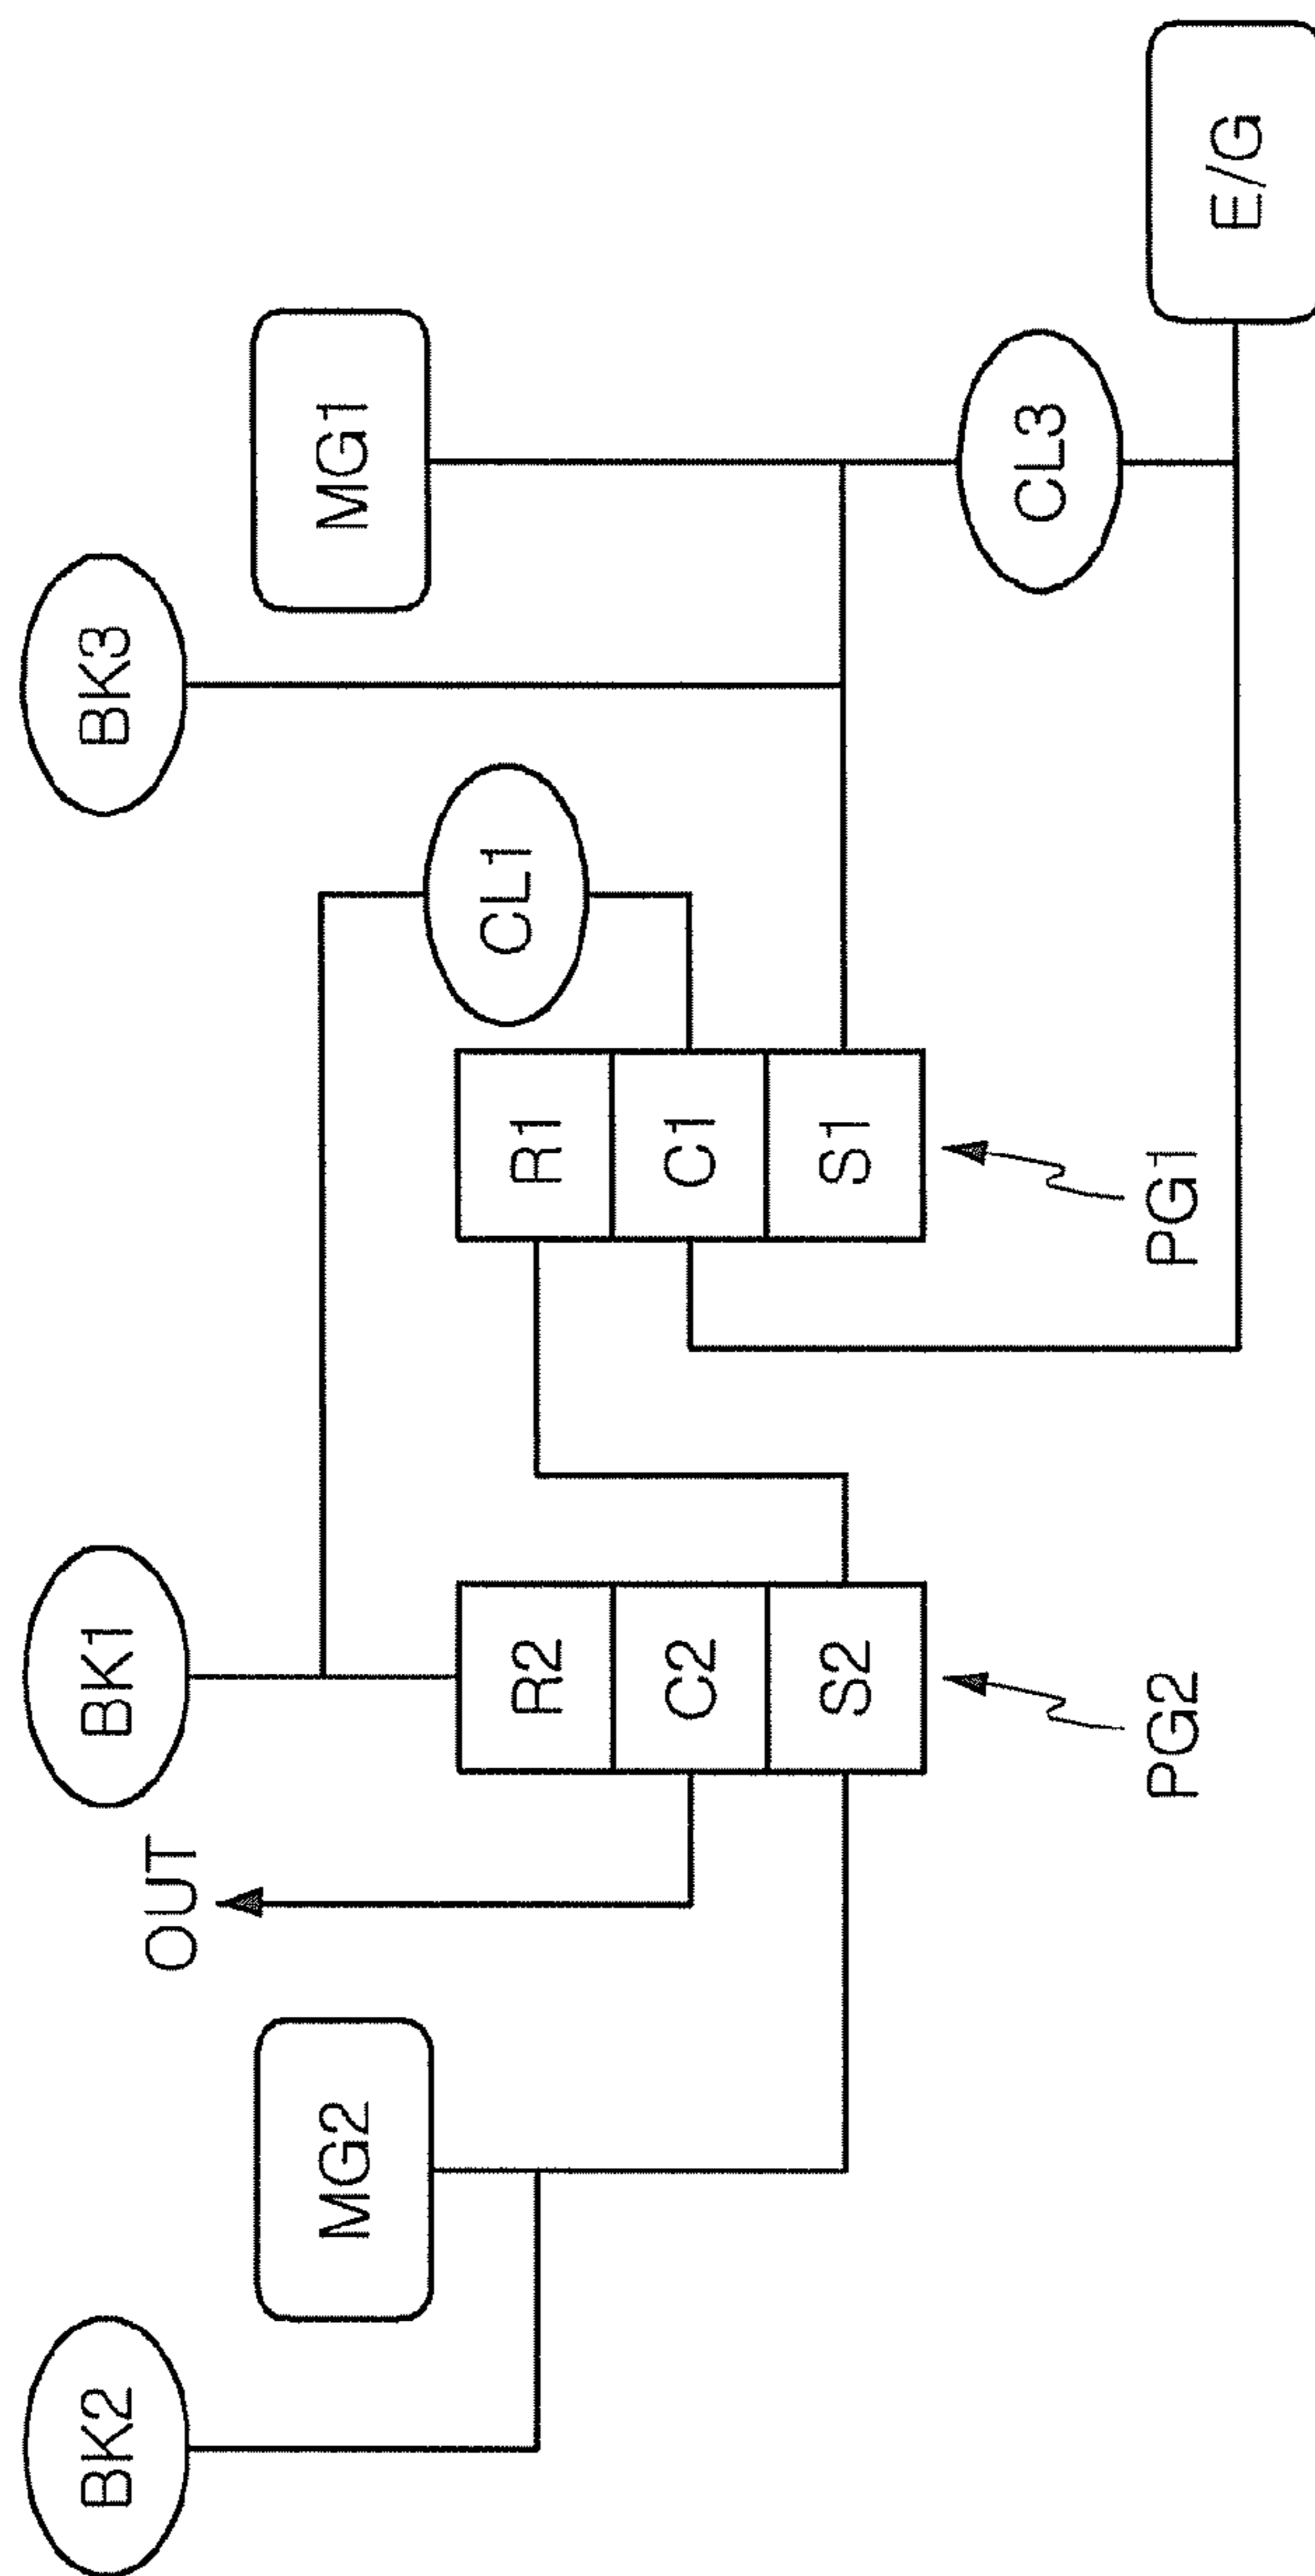 BK2
MG2
OUT
BK1
R2
C2
S2
PG2
CL1
R1
C1
S1
PG1
BK3
MG1
CL3
E/G